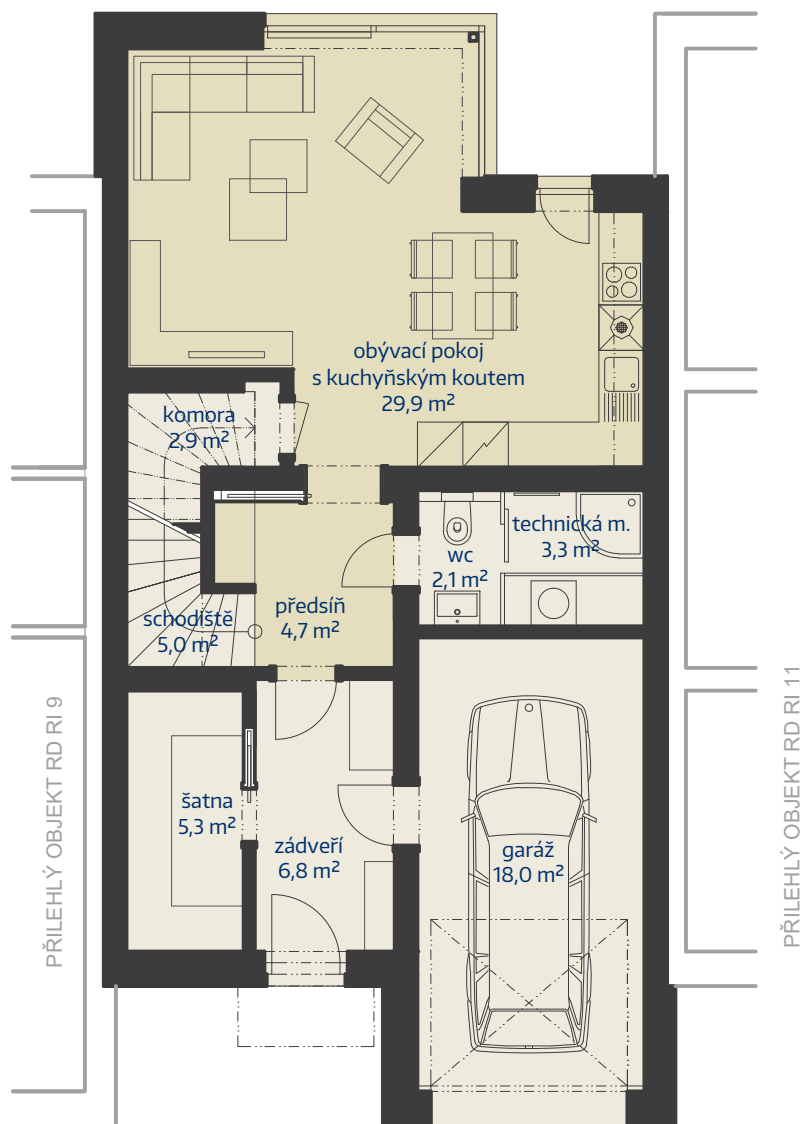 obývací pokoj
s kuchyňským koutem
29,9 m²
komora
2,9 m²
technická m.
3,3 m²
wc
2,1 m²
předsíň
4,7 m²
schodiště
5,0 m²
šatna
5,3 m²
zádveří
6,8 m²
garáž
18,0 m²
PŘILEHLÝ OBJEKT RD RI 9
PŘILEHLÝ OBJEKT RD RI 11